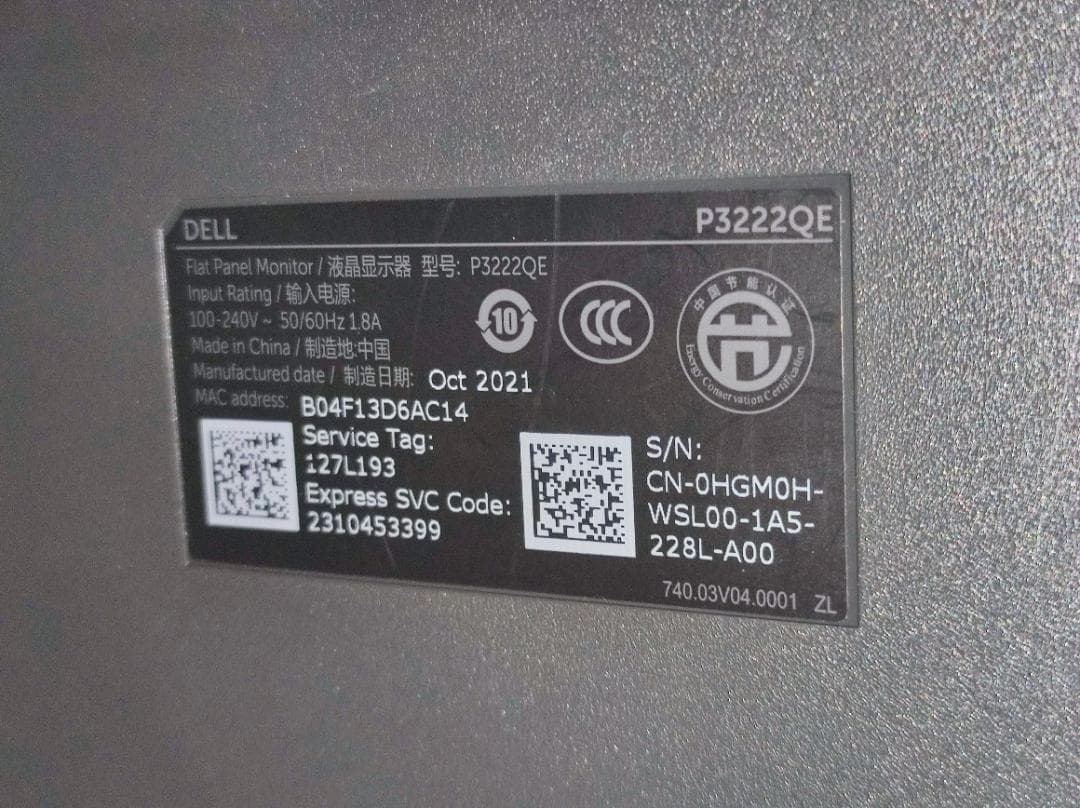 DELL P3222QE
Flat Panel Monitor / 液晶显示器 型号: P3222QE
Input Rating / 输入电源:
100-240V ~ 50/60Hz 1.8A
Made in China / 制造地:中国
Manufactured date / 制造日期: Oct 2021
MAC address: B04F13D6AC14
10
CCC
中国节能认证
节
Energy Conservation Certification
Service Tag:
127L193
Express SVC Code:
2310453399
S/N:
CN-0HGM0H-
WSL00-1A5-
228L-A00
740.03V04.0001 ZL